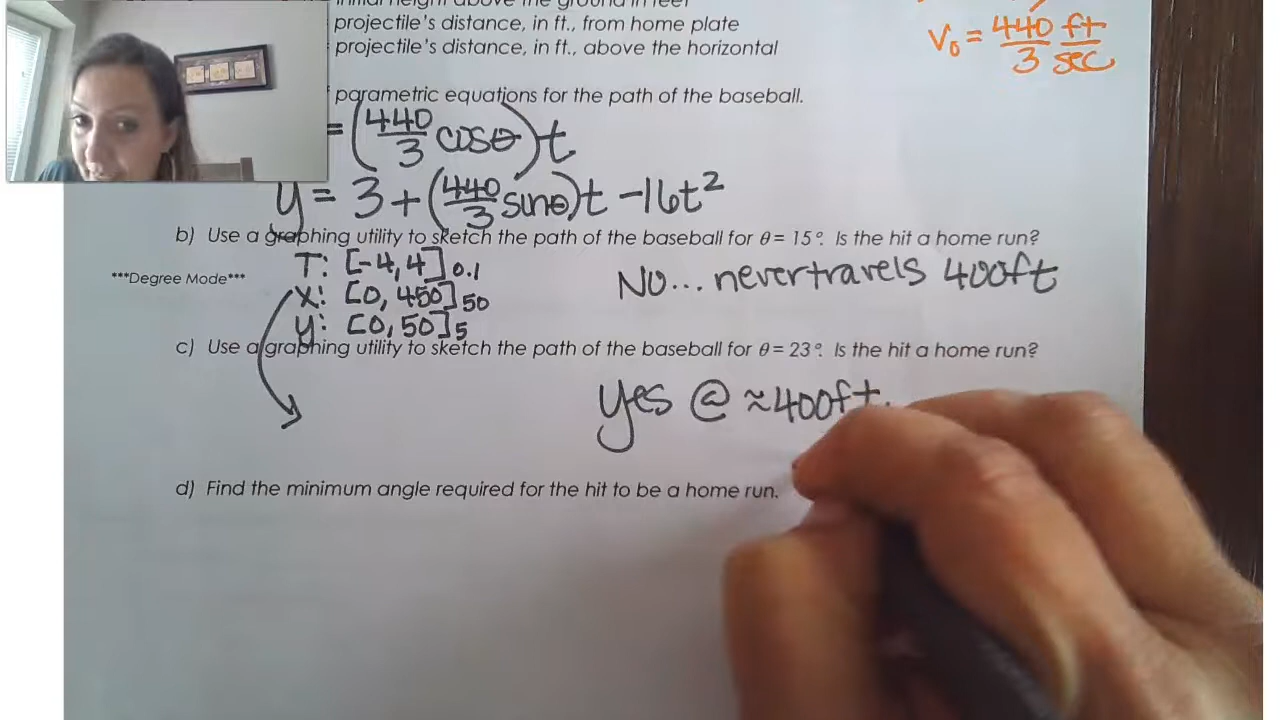 projectile's distance, in ft., from home plate
projectile's distance, in ft., above the horizontal
V₀ = 440/3 ft/sec
parametric equations for the path of the baseball.
= (440/3 cosθ)t
y = 3 + (440/3 sinθ)t - 16t²
b) Use a graphing utility to sketch the path of the baseball for θ = 15°. Is the hit a home run?
***Degree Mode***
T: [-4, 4] 0.1
X: [0, 450] 50
y: [0, 50] 5
No... never travels 400ft
c) Use a graphing utility to sketch the path of the baseball for θ = 23°. Is the hit a home run?
yes @ ≈400ft.
d) Find the minimum angle required for the hit to be a home run.